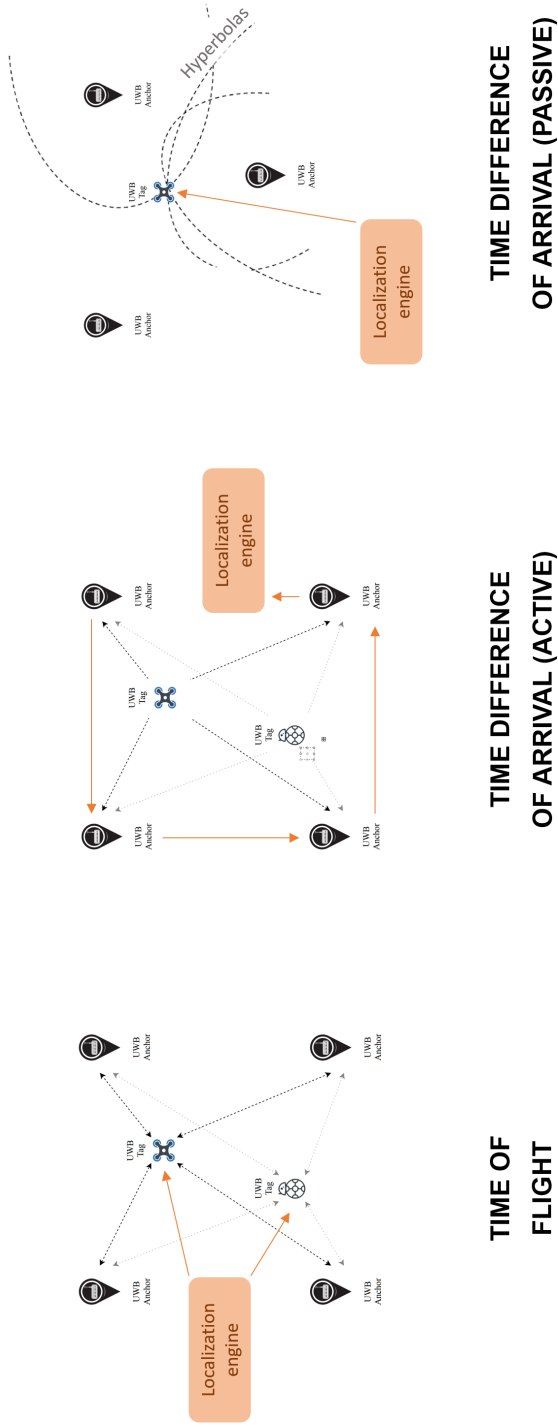 UWB
Anchor
UWB
Anchor
UWB
Tag
Localization
engine
UWB
Tag
UWB
Anchor
UWB
Anchor
TIME OF
FLIGHT
UWB
Anchor
UWB
Anchor
UWB
Tag
Localization
engine
UWB
Tag
UWB
Anchor
UWB
Anchor
TIME DIFFERENCE
OF ARRIVAL (ACTIVE)
UWB
Anchor
UWB
Anchor
UWB
Tag
Hyperbolas
UWB
Anchor
Localization
engine
TIME DIFFERENCE
OF ARRIVAL (PASSIVE)